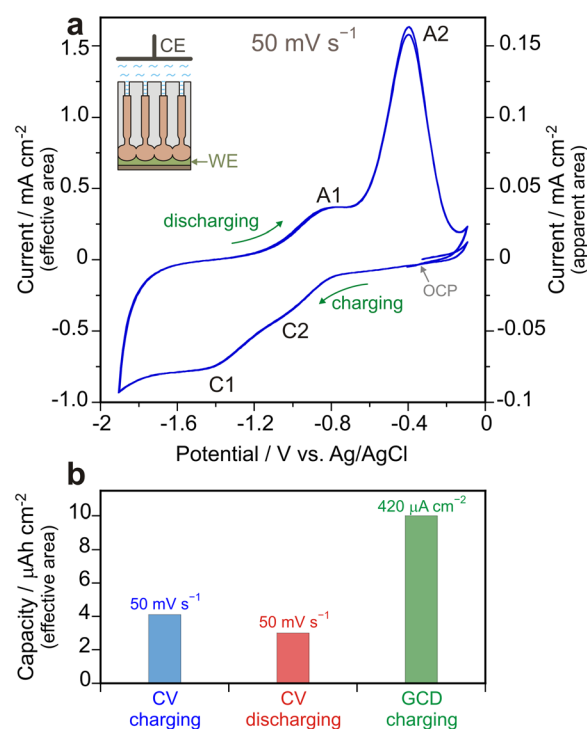 a
CE
WE
50 mV s⁻¹
A2
A1
discharging
charging
OCP
C2
C1
1.5
1.0
0.5
0
-0.5
-1.0
Current / mA cm⁻²
(effective area)
0.15
0.10
0.05
0
-0.05
-0.1
Current / mA cm⁻²
(apparent area)
-2 -1.6 -1.2 -0.8 -0.4 0
Potential / V vs. Ag/AgCl
b
10
8
6
4
2
0
Capacity / µAh cm⁻²
(effective area)
50 mV s⁻¹
50 mV s⁻¹
420 µA cm⁻²
CV
charging
CV
discharging
GCD
charging